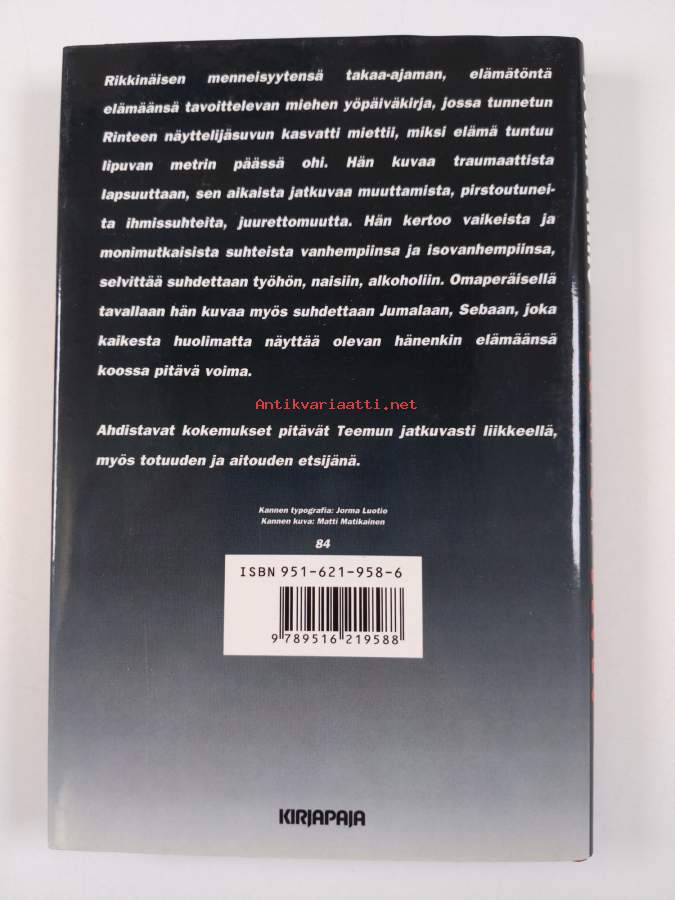 Rikkinäisen menneisyytensä takaa-ajaman, elämätöntä
elämäänsä tavoittelevan miehen yöpäiväkirja, jossa tunnetun
Rinteen näyttelijäsuvun kasvatti miettii, miksi elämä tuntuu
lipuvan metrin päässä ohi. Hän kuvaa traumaattista
lapsuuttaan, sen aikaista jatkuvaa muuttamista, pirstoutunei-
ta ihmissuhteita, juurettomuutta. Hän kertoo vaikeista ja
monimutkaisista suhteista vanhempiinsa ja isovanhempiinsa,
selvittää suhdettaan työhön, naisiin, alkoholiin. Omaperäisellä
tavallaan hän kuvaa myös suhdettaan Jumalaan, Sebaan, joka
kaikesta huolimatta näyttää olevan hänenkin elämäänsä
koossa pitävä voima.
Antikvariaatti.net
Ahdistavat kokemukset pitävät Teemun jatkuvasti liikkeellä,
myös totuuden ja aitouden etsijänä.
Kannen typografia: Jorma Luotio
Kannen kuva: Matti Matikainen
84
ISBN 951-621-958-6
9 789516 219588
KIRJAPAJA